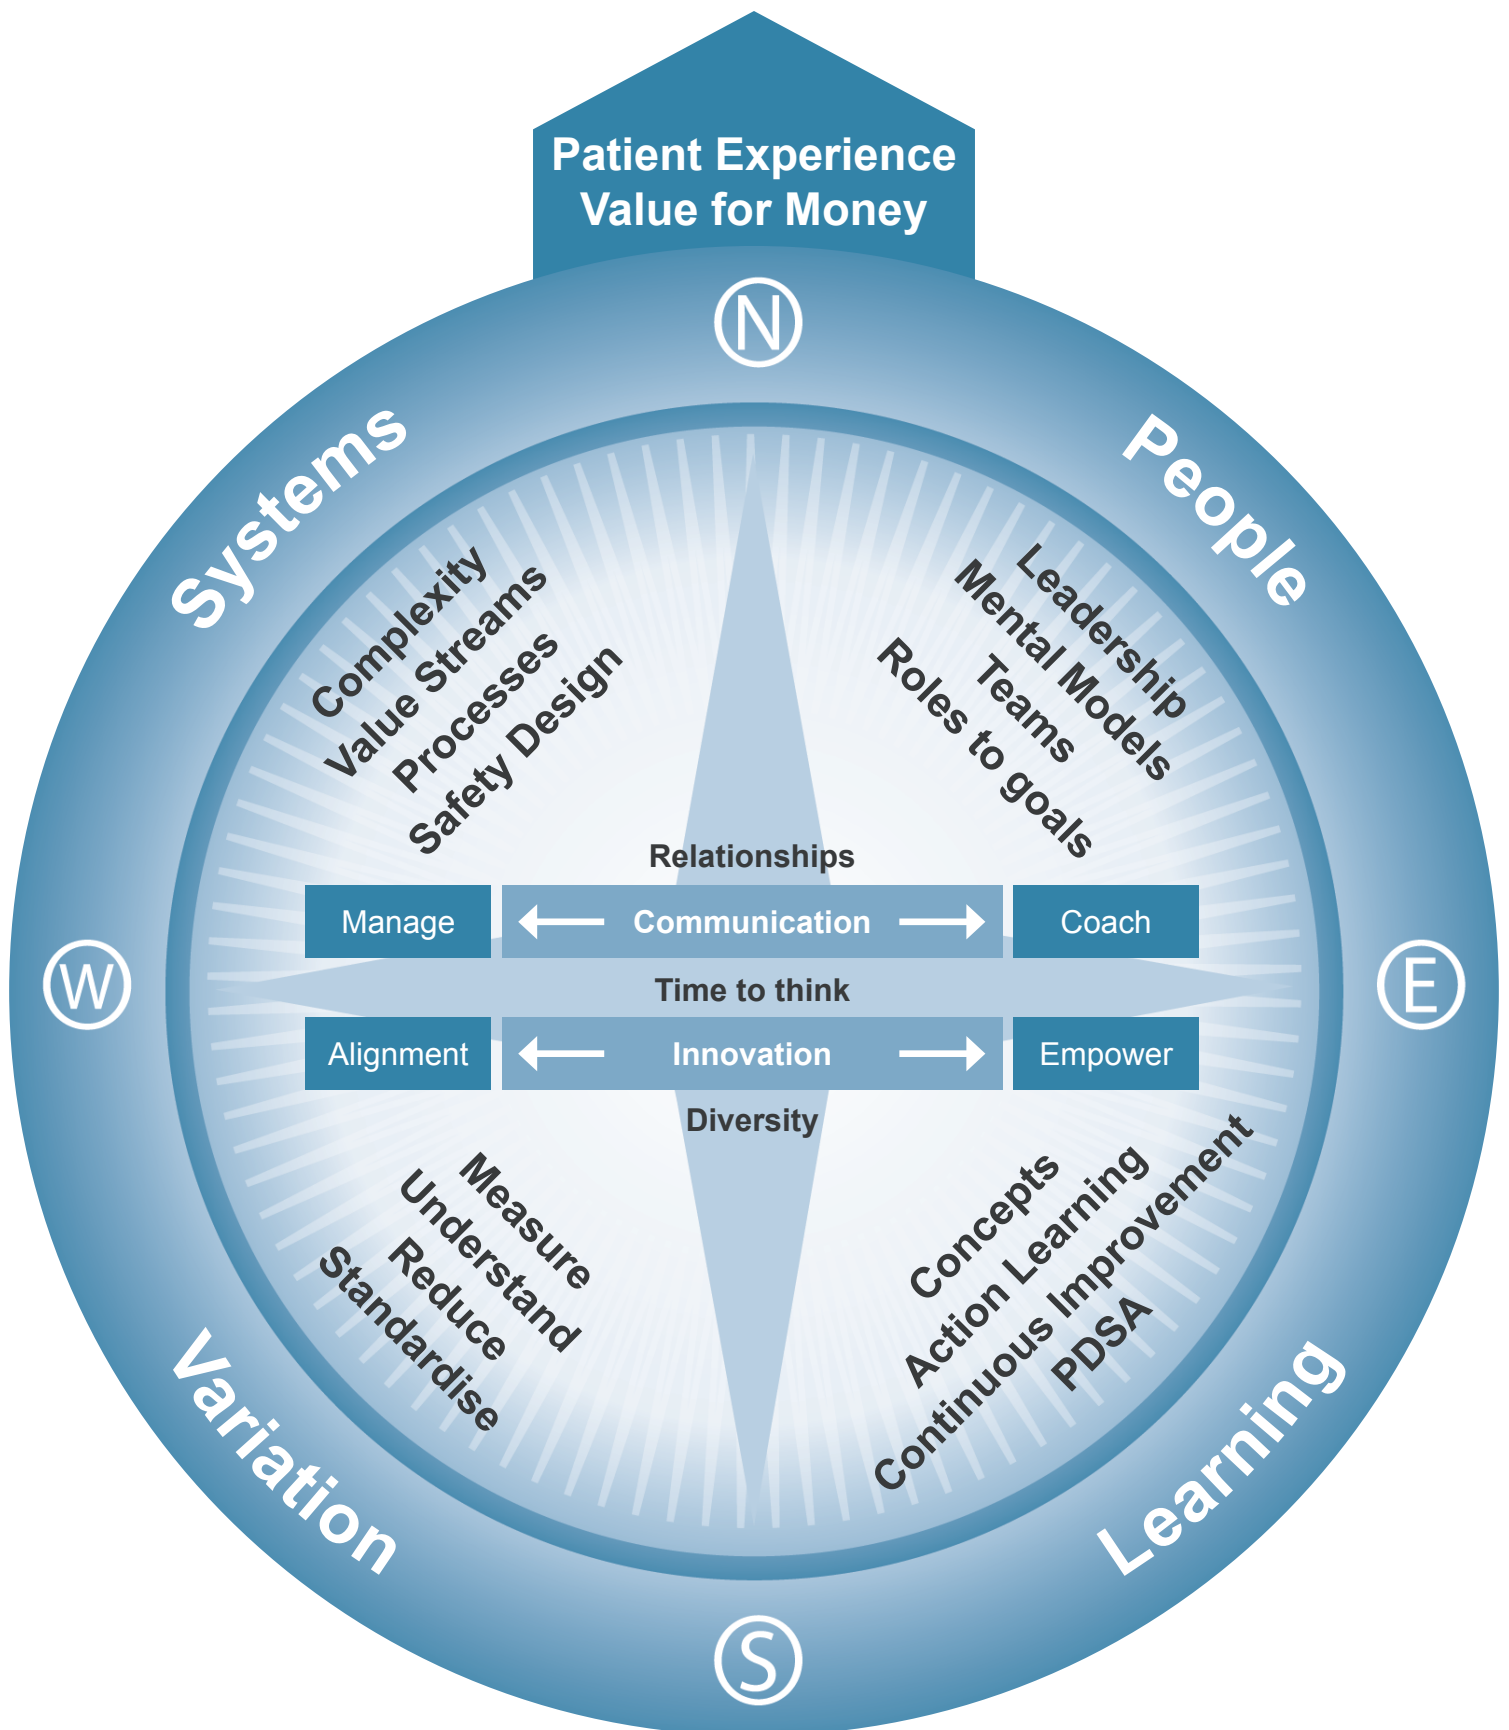 Patient Experience
Value for Money
N
Systems
People
Complexity
Value Streams
Processes
Safety Design
Leadership
Mental Models
Teams
Roles to goals
Relationships
Manage
Communication
Coach
W
Time to think
E
Alignment
Innovation
Empower
Diversity
Measure
Understand
Reduce
Standardise
Concepts
Action Learning
Continuous Improvement
PDSA
Variation
Learning
S